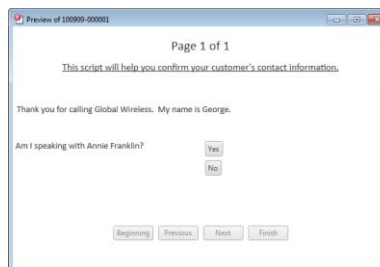 Preview of 100909-000001
Page 1 of 1
This script will help you confirm your customer's contact information.
Thank you for calling Global Wireless. My name is George.
Am I speaking with Annie Franklin?
Yes
No
Beginning Previous Next Finish